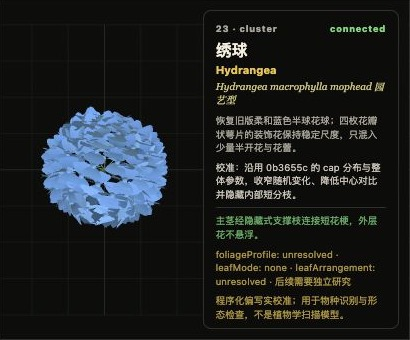 23 · cluster
connected
绣球
Hydrangea
Hydrangea macrophylla mophead 园
艺型
恢复旧版柔和蓝色半球花球；四枚花瓣
状萼片的装饰花保持稳定尺度，只混入
少量半开花与花蕾。
校准：沿用 0b3655c 的 cap 分布与整
体参数，收窄随机变化、降低中心对比
并隐藏内部短分枝。
主茎经隐藏式支撑枝连接短花梗，外层
花不悬浮。
foliageProfile: unresolved ·
leafMode: none · leafArrangement:
unresolved · 后续需要独立研究
程序化偏写实校准；用于物种识别与形
态检查，不是植物学扫描模型。